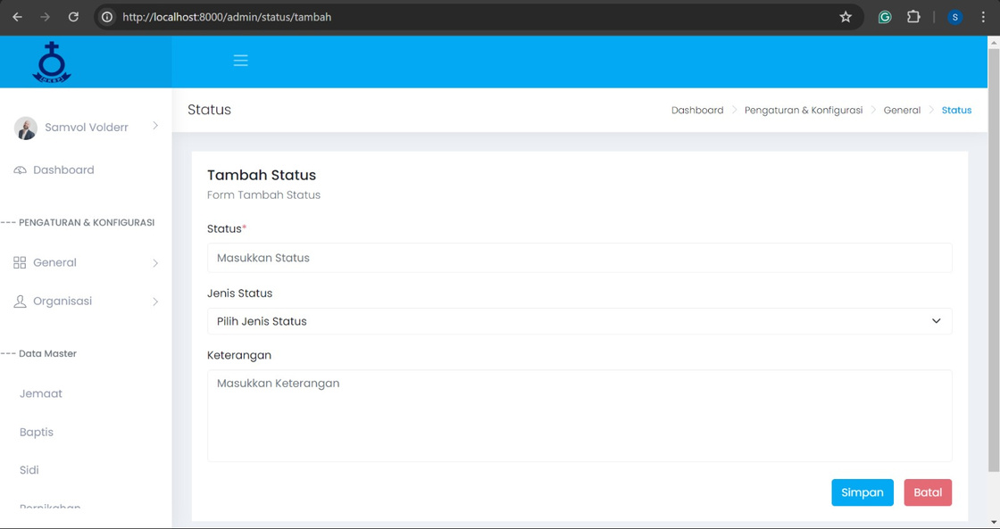 http://localhost:8000/admin/status/tambah
S
Status
Dashboard
Pengaturan & Konfigurasi
General
Status
Samvol Volderr
Dashboard
--- PENGATURAN & KONFIGURASI
General
Organisasi
--- Data Master
Jemaat
Baptis
Sidi
Pernikahan
Tambah Status
Form Tambah Status
Status*
Masukkan Status
Jenis Status
Pilih Jenis Status
Keterangan
Masukkan Keterangan
Simpan
Batal